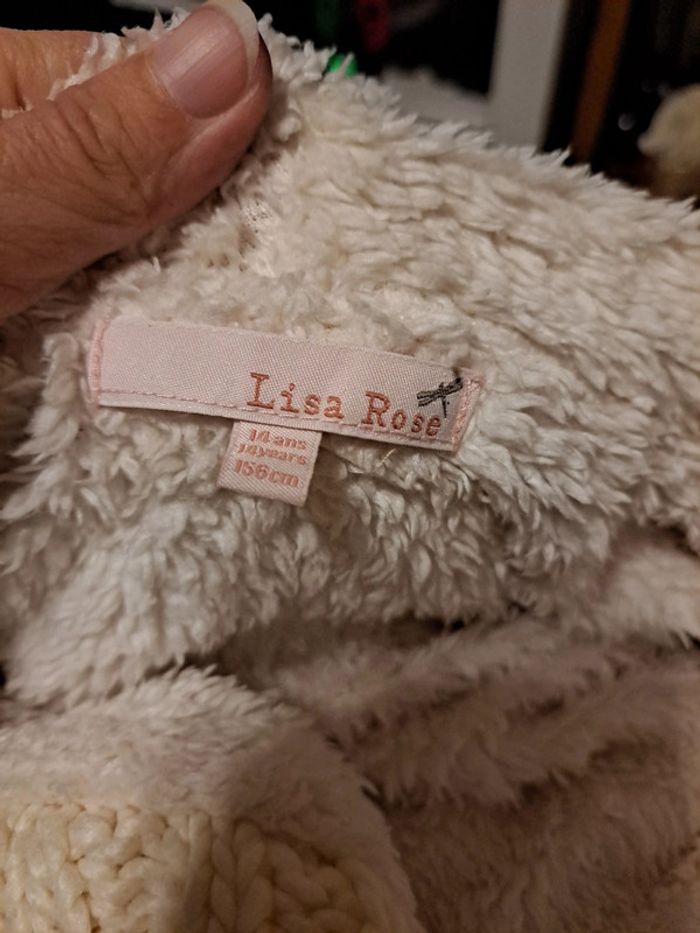 Lisa Rose
14 ans
14 years
156cm